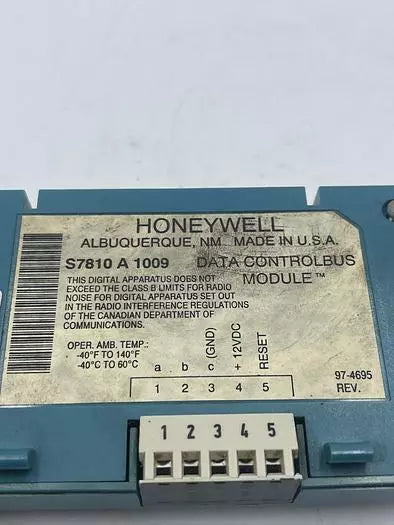 HONEYWELL
ALBUQUERQUE, NM MADE IN U.S.A.
S7810 A 1009 DATA CONTROLBUS
MODULE™
THIS DIGITAL APPARATUS DOES NOT
EXCEED THE CLASS B LIMITS FOR RADIO
NOISE FOR DIGITAL APPARATUS SET OUT
IN THE RADIO INTERFERENCE REGULATIONS
OF THE CANADIAN DEPARTMENT OF
COMMUNICATIONS.
OPER. AMB. TEMP.:
-40°F TO 140°F
-40°C TO 60°C
a b c (GND) + 12VDC RESET
1 2 3 4 5
97-4695
REV.
1 2 3 4 5